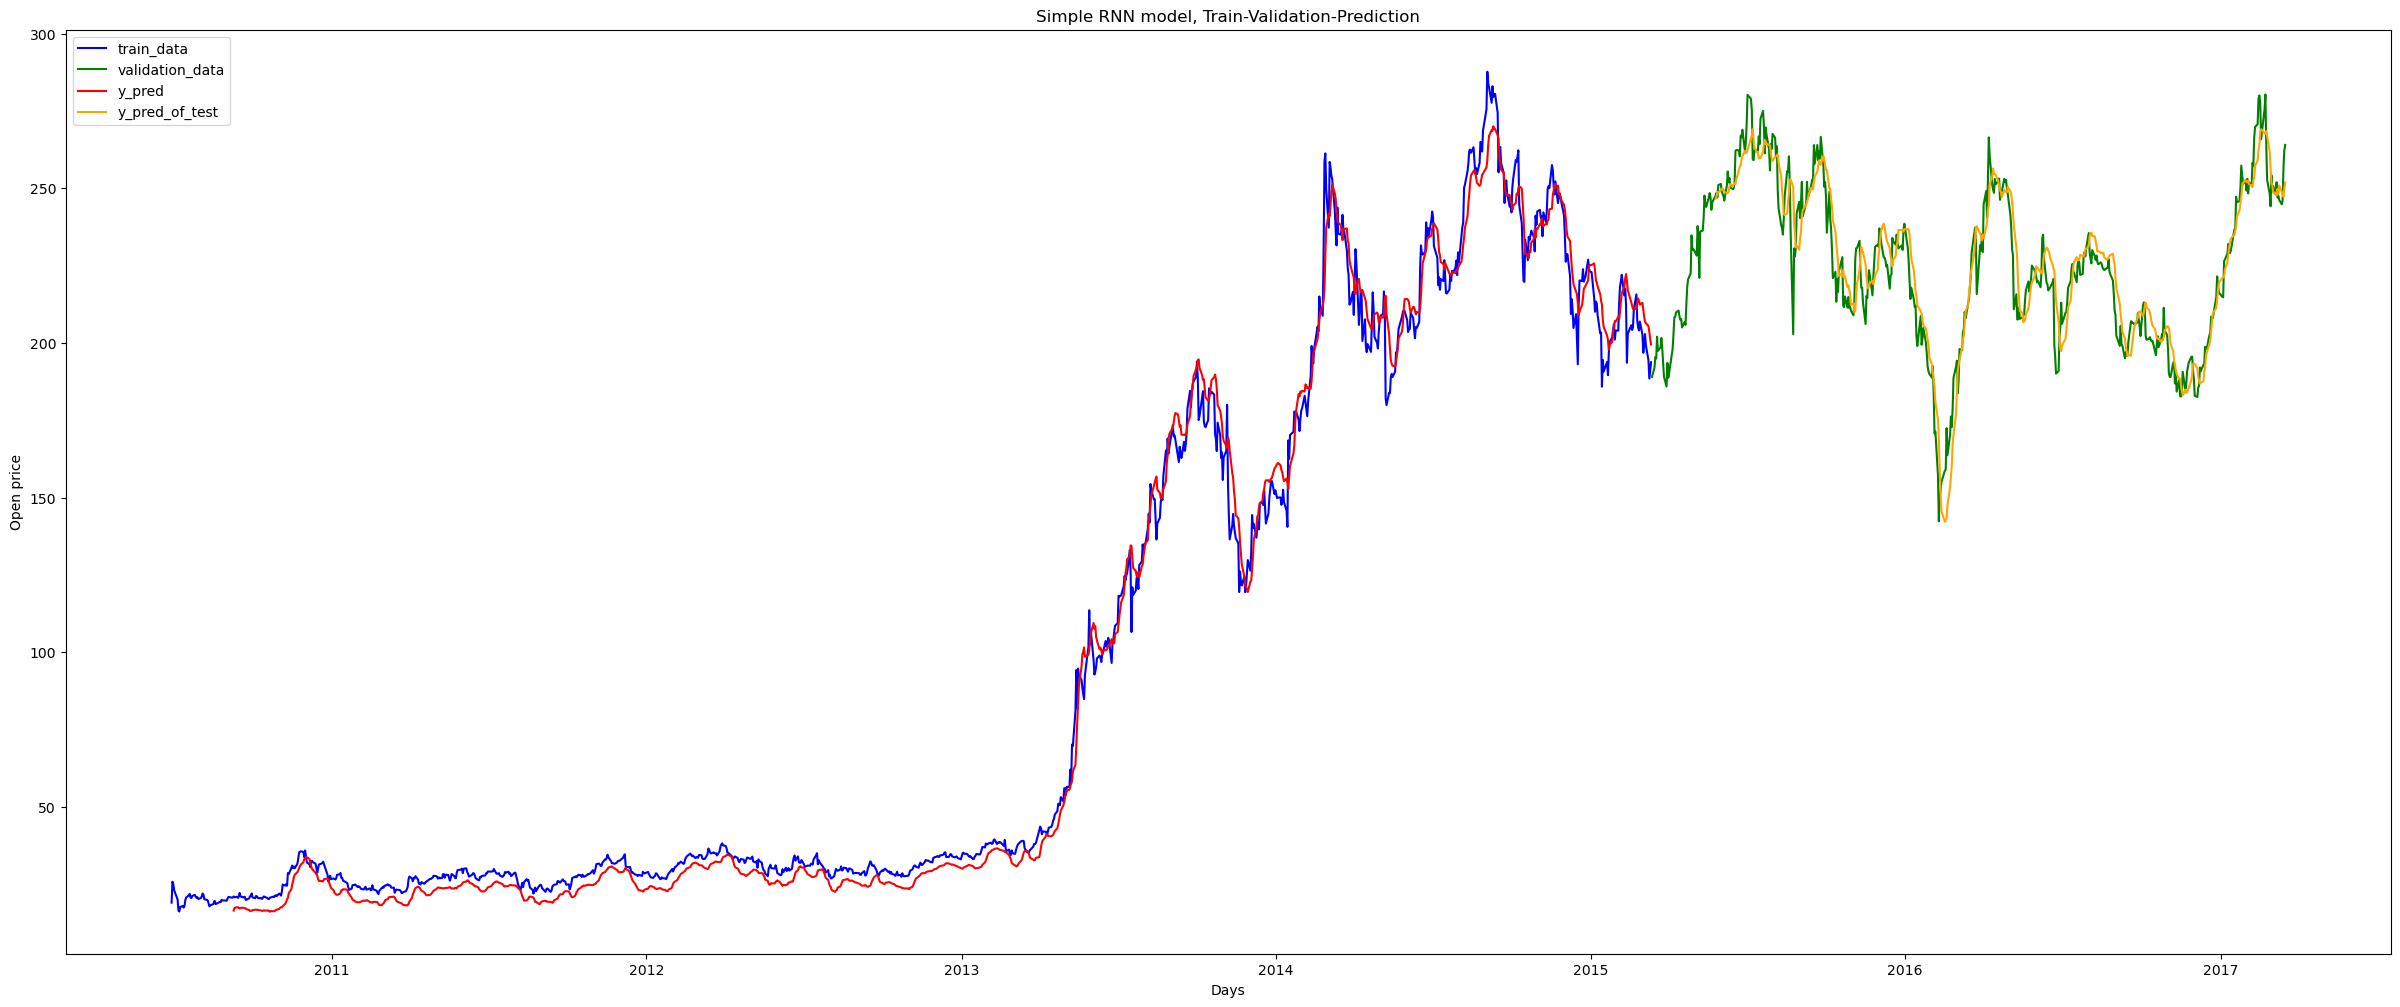 Simple RNN model, Train-Validation-Prediction
train_data
validation_data
y_pred
y_pred_of_test
Open price
300
250
200
150
100
50
2011 2012 2013 2014 2015 2016 2017
Days